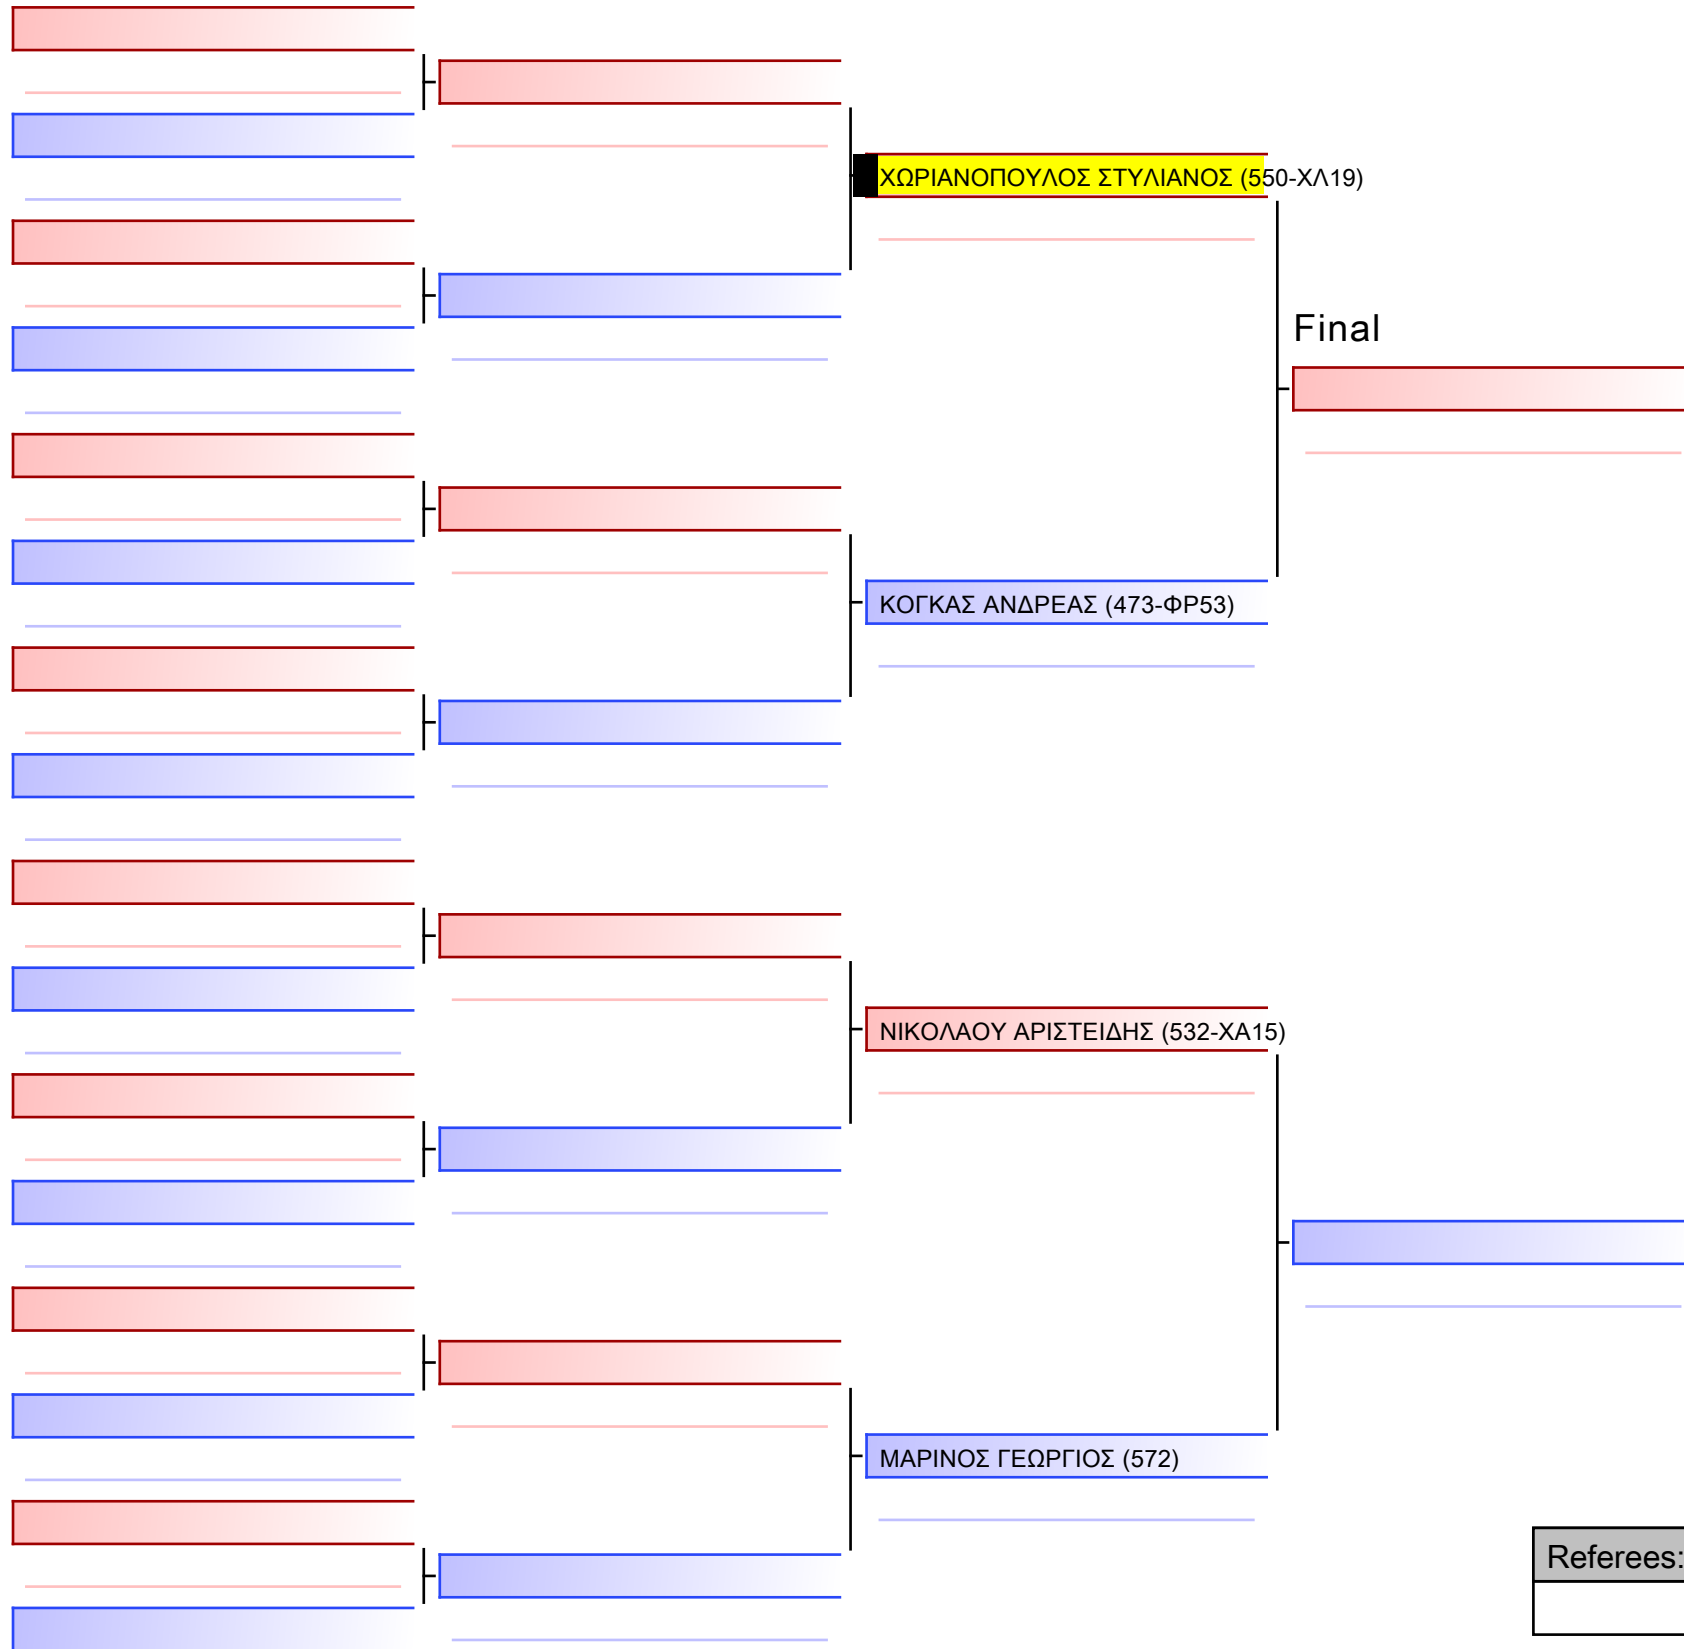 ΧΩΡΙΑΝΟΠΟΥΛΟΣ ΣΤΥΛΙΑΝΟΣ (550-ΧΛ19)
Final
ΚΟΓΚΑΣ ΑΝΔΡΕΑΣ (473-ΦΡ53)
ΝΙΚΟΛΑΟΥ ΑΡΙΣΤΕΙΔΗΣ (532-ΧΑ15)
ΜΑΡΙΝΟΣ ΓΕΩΡΓΙΟΣ (572)
Referees: